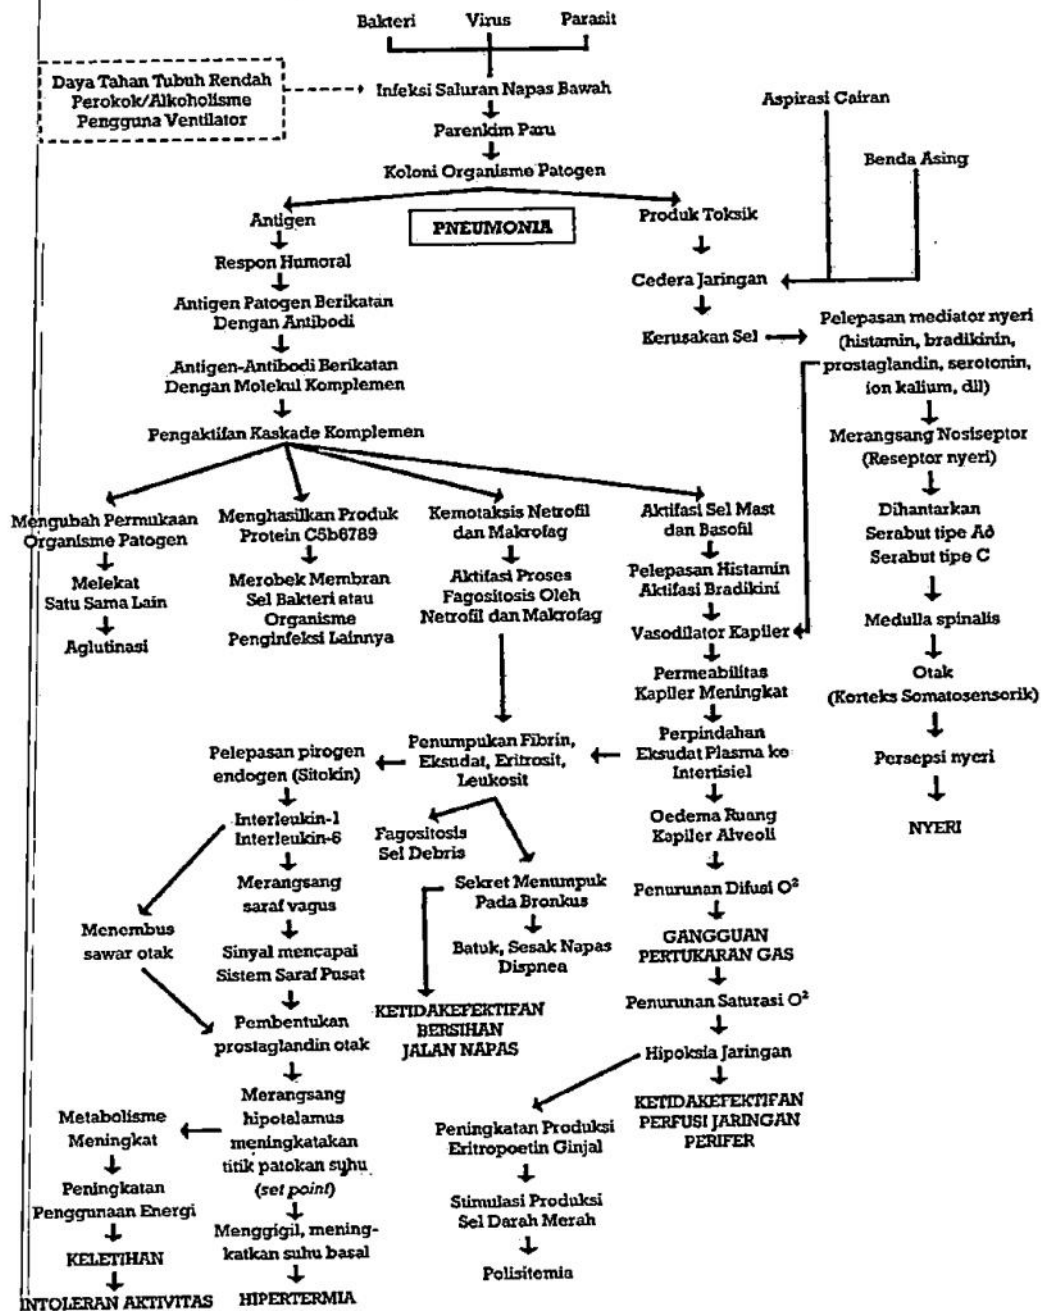 Bakteri Virus Parasit
Daya Tahan Tubuh Rendah
Perokok/Alkoholisme
Pengguna Ventilator
Infeksi Saluran Napas Bawah
Aspirasi Cairan
Parenkim Paru
Benda Asing
Koloni Organisme Patogen
Antigen
PNEUMONIA
Produk Toksik
Respon Humoral
Cedera Jaringan
Antigen Patogen Berikatan
Dengan Antibodi
Kerusakan Sel
Pelepasan mediator nyeri
(histamin, bradikinin,
prostaglandin, serotonin,
ion kalium, dll)
Antigen-Antibodi Berikatan
Dengan Molekul Komplemen
Pengaktifan Kaskade Komplemen
Merangsang Nosiseptor
(Reseptor nyeri)
Mengubah Permukaan
Organisme Patogen
Menghasilkan Produk
Protein C5b6789
Kemotaksis Netrofil
dan Makrofag
Aktifasi Sel Mast
dan Basofil
Dihantarkan
Serabut tipe Aδ
Serabut tipe C
Melekat
Satu Sama Lain
Merobek Membran
Sel Bakteri atau
Organisme
Penginfeksi Lainnya
Aktifasi Proses
Fagositosis Oleh
Netrofil dan Makrofag
Pelepasan Histamin
Aktifasi Bradikini
Aglutinasi
Vasodilator Kapiler
Medulla spinalis
Permeabilitas
Kapiler Meningkat
Otak
(Korteks Somatosensorik)
Pelepasan pirogen
endogen (Sitokin)
Penumpukan Fibrin,
Eksudat, Eritrosit,
Leukosit
Perpindahan
Eksudat Plasma ke
Intertisiel
Persepsi nyeri
Interleukin-1
Interleukin-6
Fagositosis
Sel Debris
Oedema Ruang
Kapiler Alveoli
NYERI
Merangsang
saraf vagus
Sekret Menumpuk
Pada Bronkus
Penurunan Difusi O²
Menembus
sawar otak
Sinyal mencapai
Sistem Saraf Pusat
Batuk, Sesak Napas
Dispnea
GANGGUAN
PERTUKARAN GAS
Pembentukan
prostaglandin otak
KETIDAKEFEKTIFAN
BERSIHAN
JALAN NAPAS
Penurunan Saturasi O²
Hipoksia Jaringan
Metabolisme
Meningkat
Merangsang
hipotalamus
meningkatakan
titik patokan suhu
(set point)
Peningkatan Produksi
Eritropoetin Ginjal
KETIDAKEFEKTIFAN
PERFUSI JARINGAN
PERIFER
Peningkatan
Penggunaan Energi
Menggigil, mening-
katkan suhu basal
Stimulasi Produksi
Sel Darah Merah
KELETIHAN
Polisitemia
INTOLERAN AKTIVITAS
HIPERTERMIA